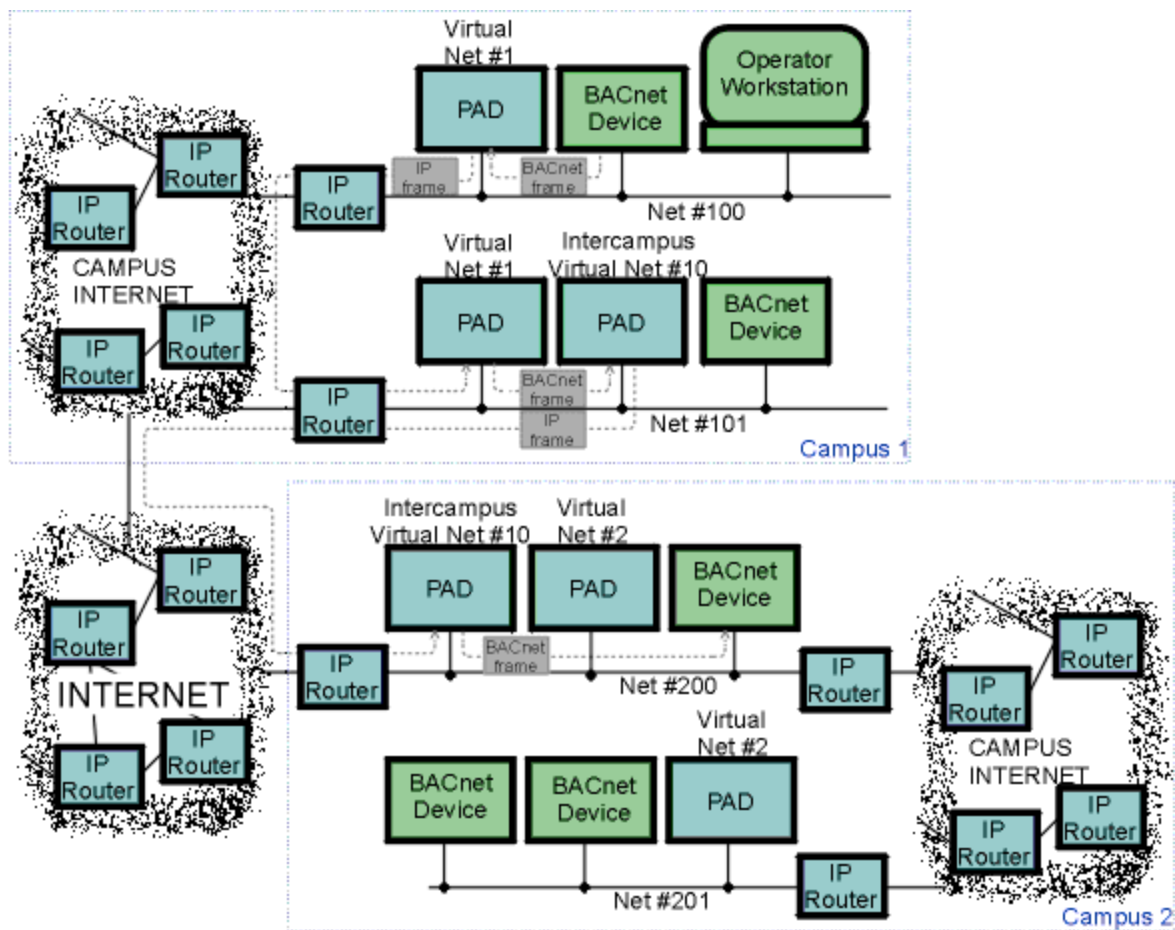 Virtual
Net #1
PAD
BACnet
Device
Operator
Workstation
IP
Router
IP
Router
IP
frame
BACnet
frame
IP
Router
Net #100
CAMPUS
INTERNET
Virtual
Net #1
Intercampus
Virtual Net #10
PAD
PAD
BACnet
Device
IP
Router
IP
Router
IP
Router
BACnet
frame
IP
frame
Net #101
Campus 1
Intercampus
Virtual Net #10
Virtual
Net #2
PAD
PAD
BACnet
Device
IP
Router
IP
Router
BACnet
frame
IP
Router
Net #200
IP
Router
IP
Router
IP
Router
INTERNET
IP
Router
IP
Router
Virtual
Net #2
BACnet
Device
BACnet
Device
PAD
CAMPUS
INTERNET
IP
Router
IP
Router
IP
Router
Net #201
Campus 2